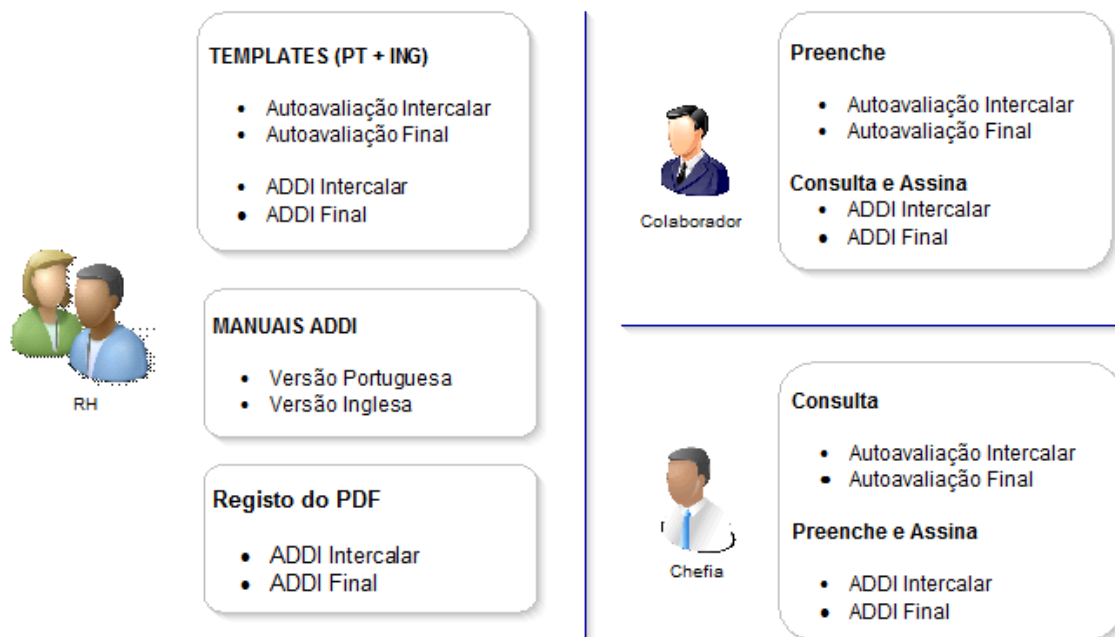 TEMPLATES (PT + ING)
• Autoavaliação Intercalar
• Autoavaliação Final
• ADDI Intercalar
• ADDI Final
RH
MANUAIS ADDI
• Versão Portuguesa
• Versão Inglesa
Registo do PDF
• ADDI Intercalar
• ADDI Final
Colaborador
Preenche
• Autoavaliação Intercalar
• Autoavaliação Final
Consulta e Assina
• ADDI Intercalar
• ADDI Final
Chefia
Consulta
• Autoavaliação Intercalar
• Autoavaliação Final
Preenche e Assina
• ADDI Intercalar
• ADDI Final